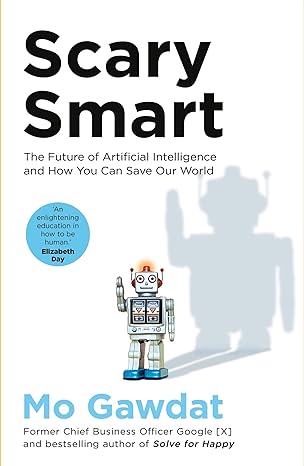 Scary
Smart
The Future of Artificial Intelligence
and How You Can Save Our World
‘An
enlightening
education in
how to be
human.’
Elizabeth
Day
Mo Gawdat
Former Chief Business Officer Google [X]
and bestselling author of Solve for Happy